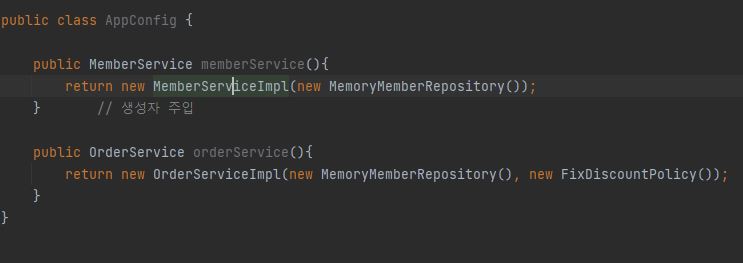 public class AppConfig {
public MemberService memberService(){
return new MemberServiceImpl(new MemoryMemberRepository());
} // 생성자 주입
public OrderService orderService(){
return new OrderServiceImpl(new MemoryMemberRepository(), new FixDiscountPolicy());
}
}